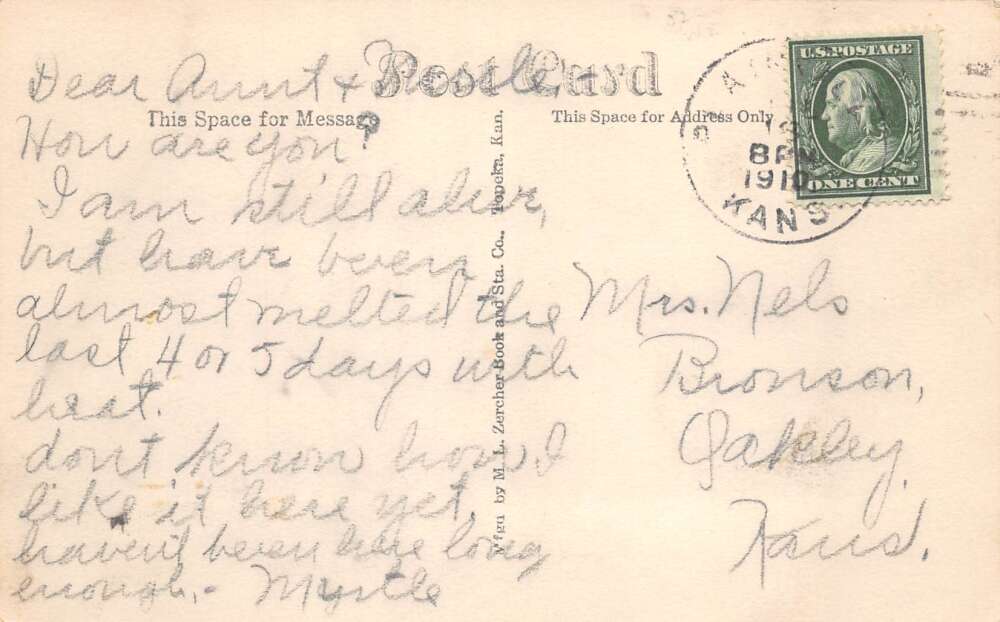 Post Card
This Space for Message
This Space for Address Only
Dear Aunt &
How are you?
I am still alive,
but have been
almost melted the
last 4 or 5 days with
heat.
dont know how I
like it here yet,
haven't been here long
enough.- Myrtle
Mfgd by M. L. Zercher Book and Sta. Co., Topeka, Kan.
U.S. POSTAGE
ONE CENT
8 PM
1910
KANS.
Mrs. Nels
Bronson,
Oakley,
Kans.